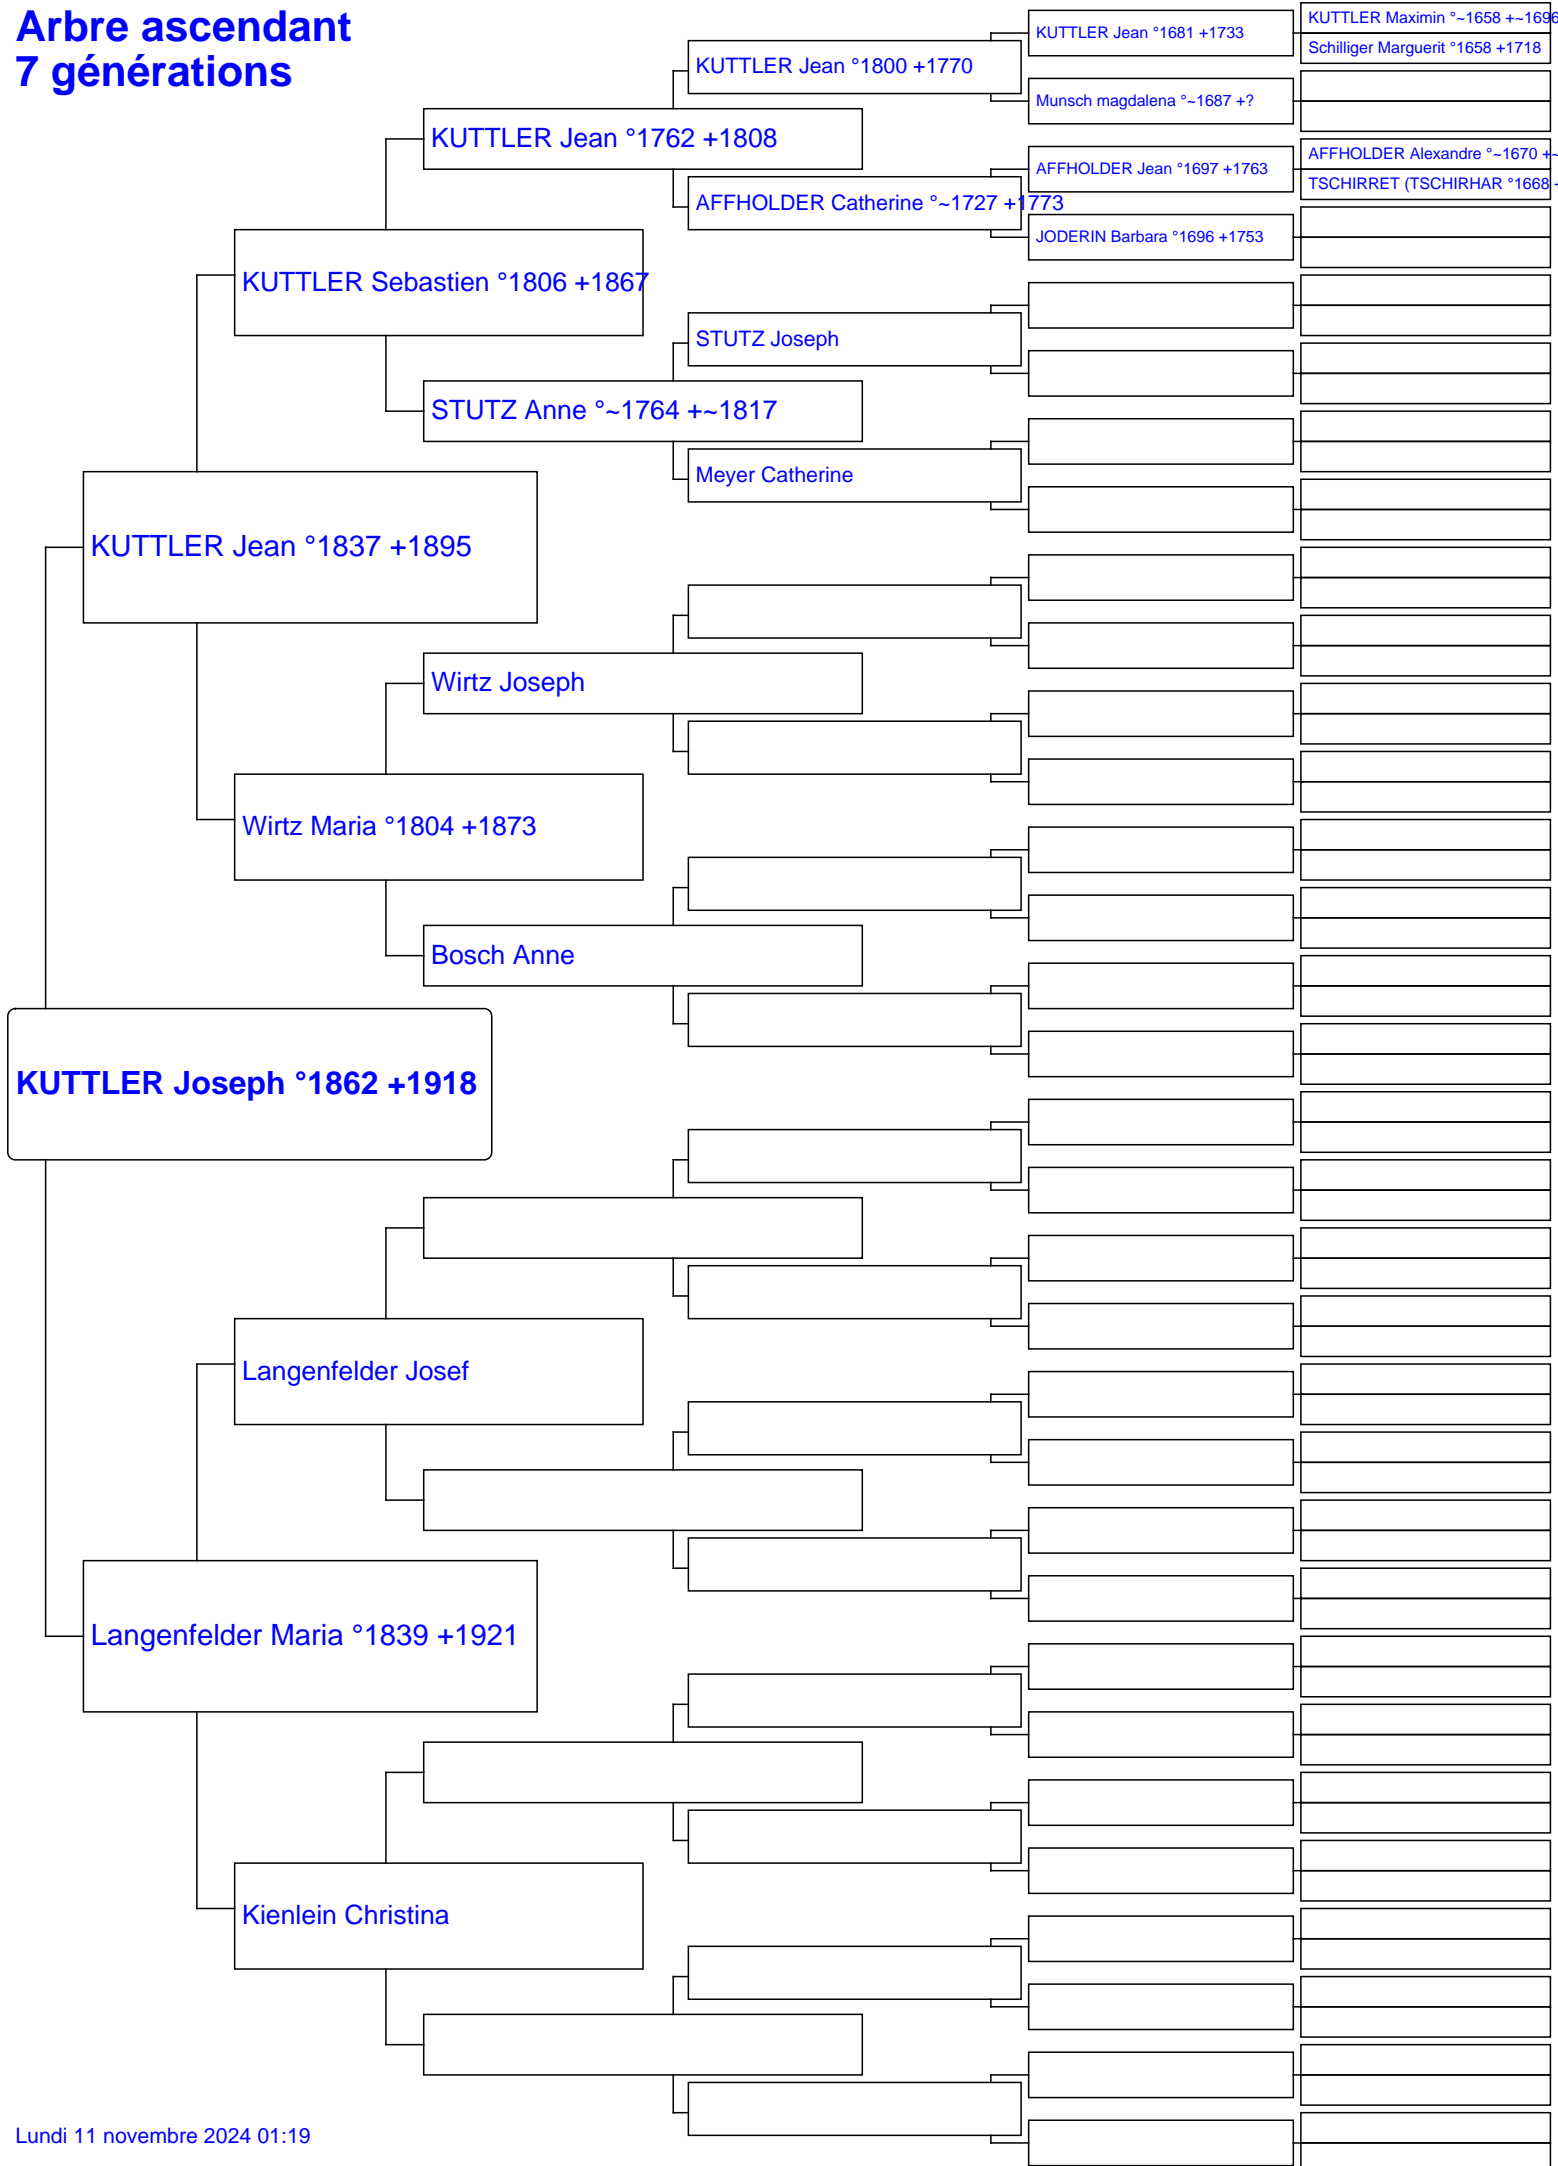 Arbre ascendant
7 générations
KUTTLER Maximin °~1658 +~1696
KUTTLER Jean °1681 +1733
Schilliger Marguerit °1658 +1718
KUTTLER Jean °1800 +1770
Munsch magdalena °~1687 +?
KUTTLER Jean °1762 +1808
AFFHOLDER Alexandre °~1670 +~
AFFHOLDER Jean °1697 +1763
TSCHIRRET (TSCHIRHAR °1668 +
AFFHOLDER Catherine °~1727 +1773
JODERIN Barbara °1696 +1753
KUTTLER Sebastien °1806 +1867
STUTZ Joseph
STUTZ Anne °~1764 +~1817
Meyer Catherine
KUTTLER Jean °1837 +1895
Wirtz Joseph
Wirtz Maria °1804 +1873
Bosch Anne
KUTTLER Joseph °1862 +1918
Langenfelder Josef
Langenfelder Maria °1839 +1921
Kienlein Christina
Lundi 11 novembre 2024 01:19